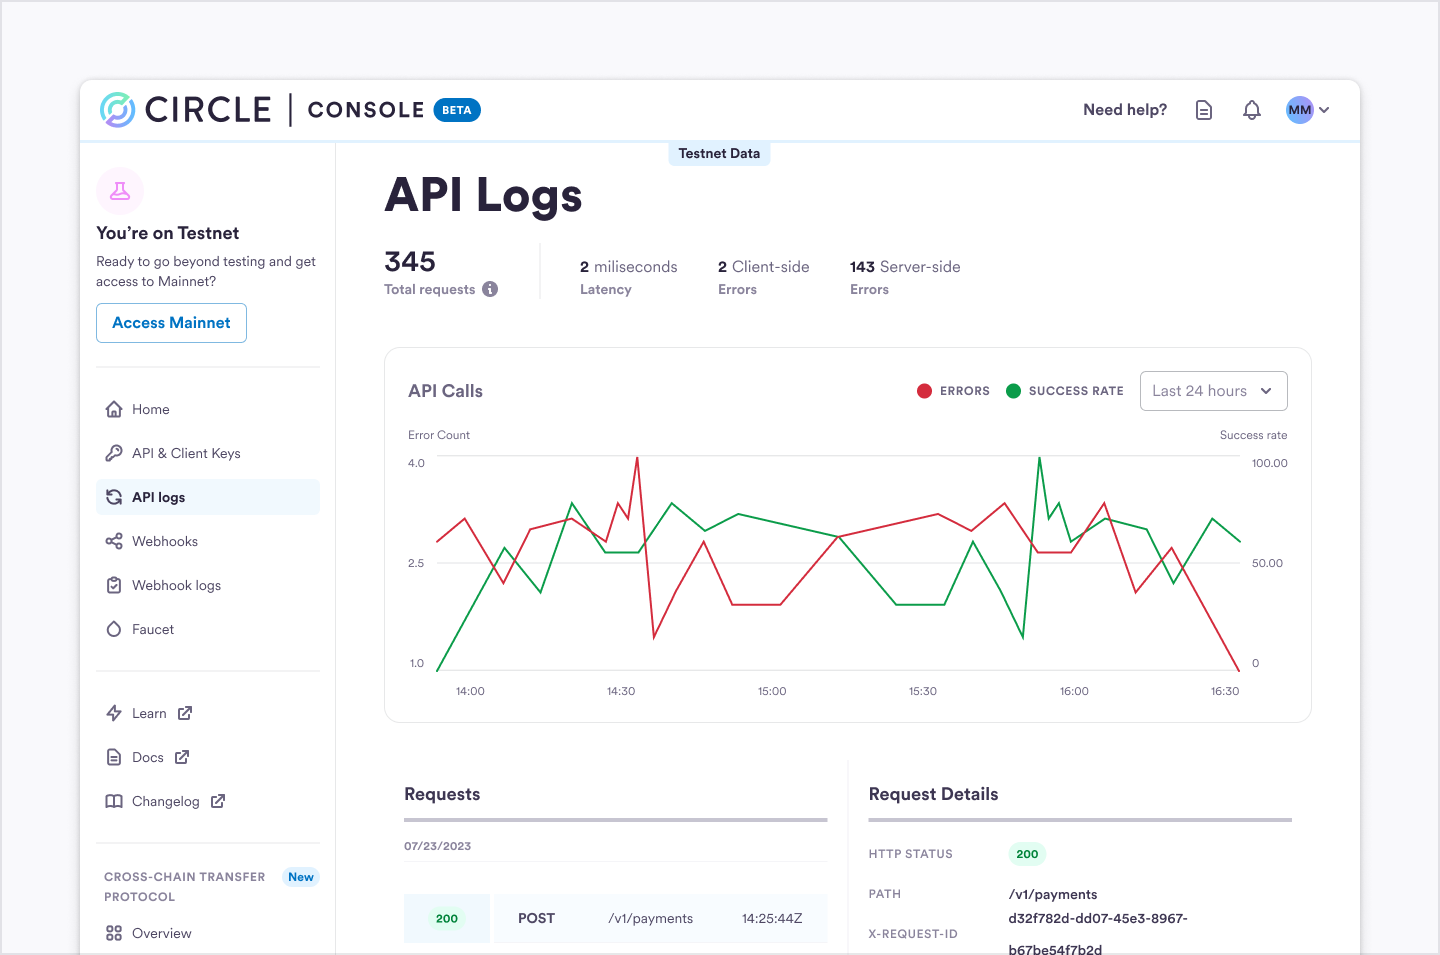 CIRCLE | CONSOLE BETA
Need help?
MM
Testnet Data
You're on Testnet
Ready to go beyond testing and get
access to Mainnet?
Access Mainnet
Home
API & Client Keys
API logs
Webhooks
Webhook logs
Faucet
Learn
Docs
Changelog
CROSS-CHAIN TRANSFER
PROTOCOL
New
Overview
API Logs
345
Total requests
2 miliseconds
Latency
2 Client-side
Errors
143 Server-side
Errors
API Calls
ERRORS
SUCCESS RATE
Last 24 hours
Error Count
Success rate
4.0
100.00
2.5
50.00
1.0
0
14:00
14:30
15:00
15:30
16:00
16:30
Requests
07/23/2023
200 POST /v1/payments 14:25:44Z
Request Details
HTTP STATUS 200
PATH /v1/payments
X-REQUEST-ID d32f782d-dd07-45e3-8967-
b67be54f7b2d